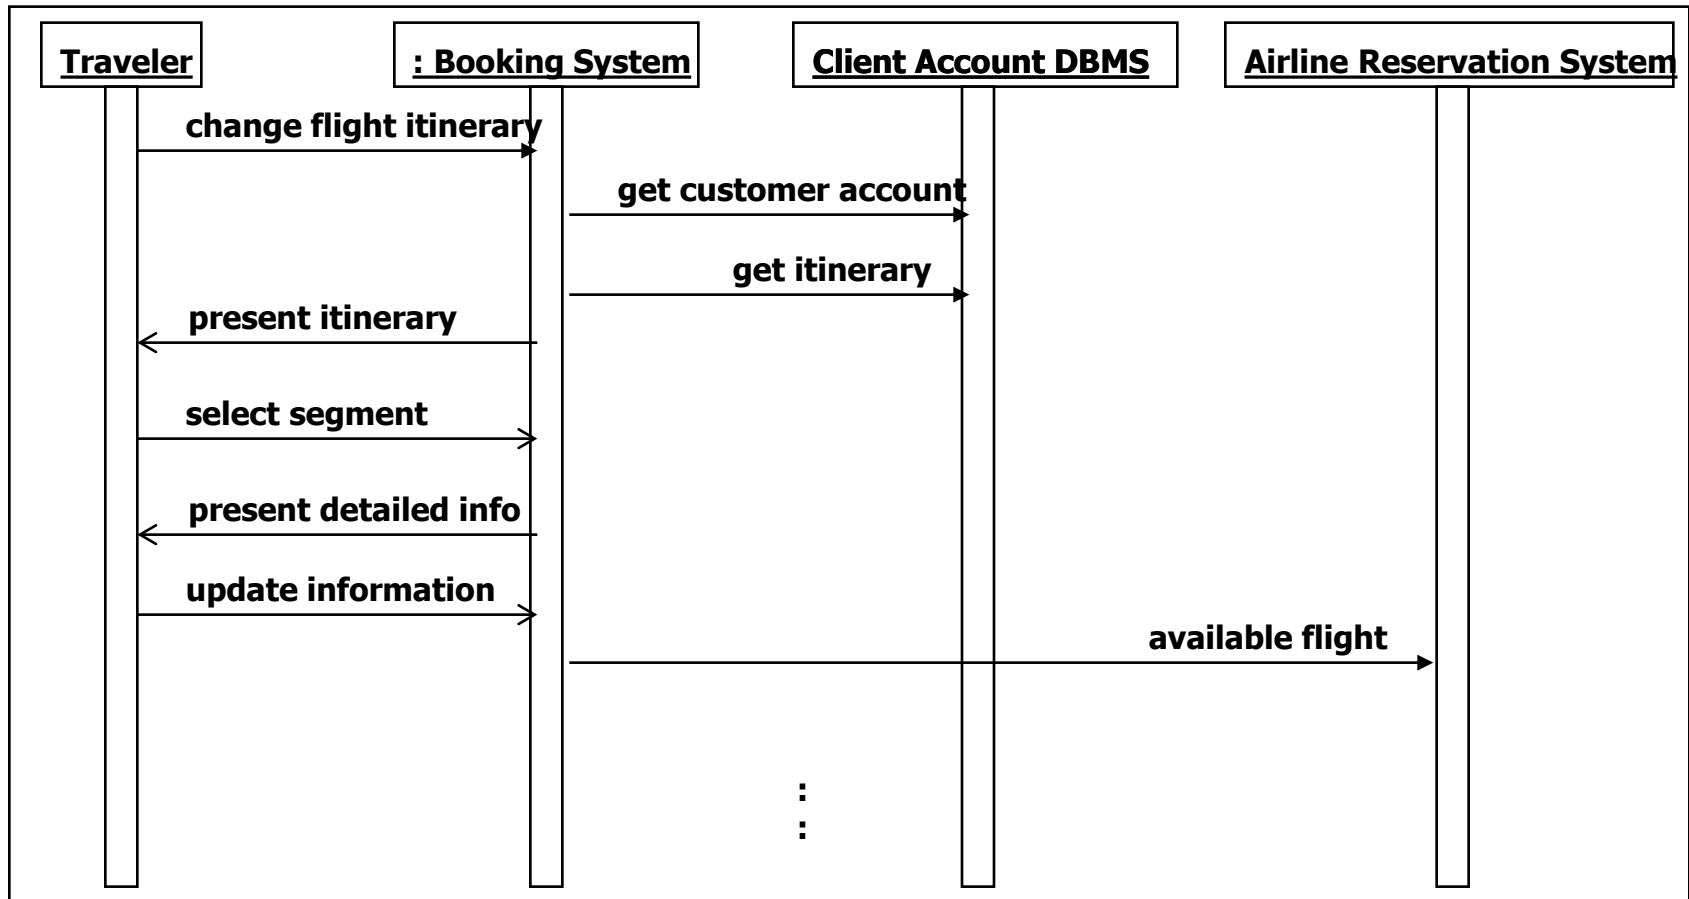 Traveler
: Booking System
Client Account DBMS
Airline Reservation System
change flight itinerary
get customer account
get itinerary
present itinerary
select segment
present detailed info
update information
available flight
:
: